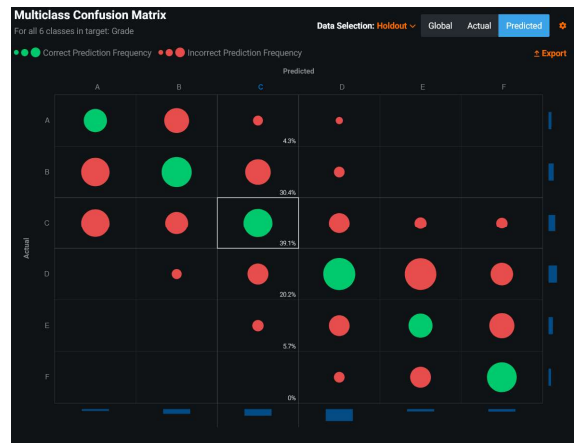 Multiclass Confusion Matrix
For all 6 classes in target: Grade
Data Selection: Holdout
Global
Actual
Predicted
Correct Prediction Frequency
Incorrect Prediction Frequency
Export
Predicted
A B C D E F
A
4.3%
B
30.4%
C
39.1%
Actual
D
20.2%
E
5.7%
F
0%